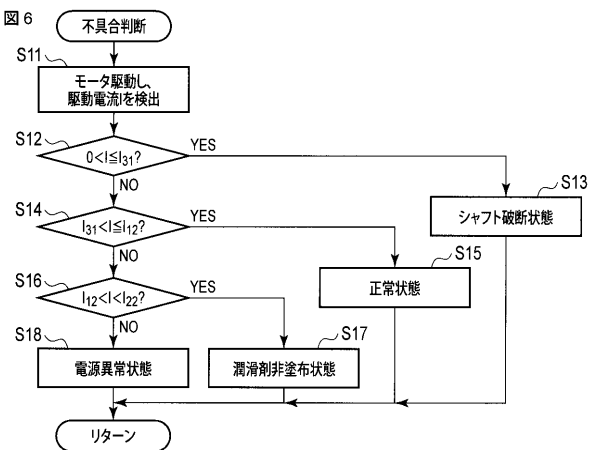 図6
不具合判断
S11
モータ駆動し、
駆動電流Iを検出
S12
0<I≦I31?
YES
NO
S13
シャフト破断状態
S14
I31<I≦I12?
YES
NO
S15
正常状態
S16
I12<I<I22?
YES
NO
S17
潤滑剤非塗布状態
S18
電源異常状態
リターン